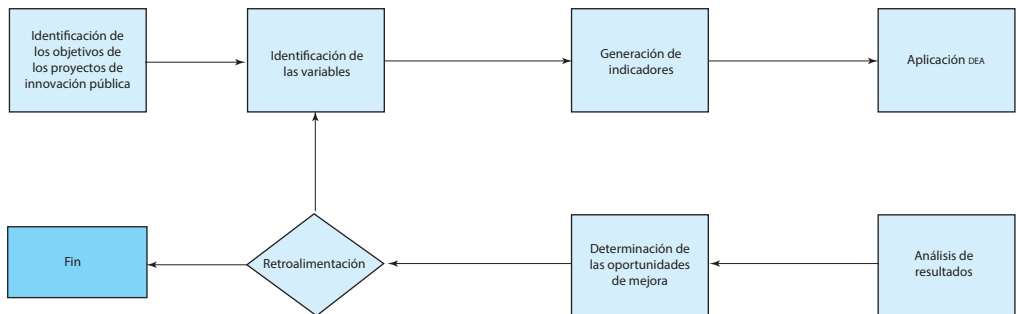 Identificación de
los objetivos de
los proyectos de
innovación pública
Identificación de
las variables
Generación de
indicadores
Aplicación DEA
Fin
Retroalimentación
Determinación de
las oportunidades
de mejora
Análisis de
resultados